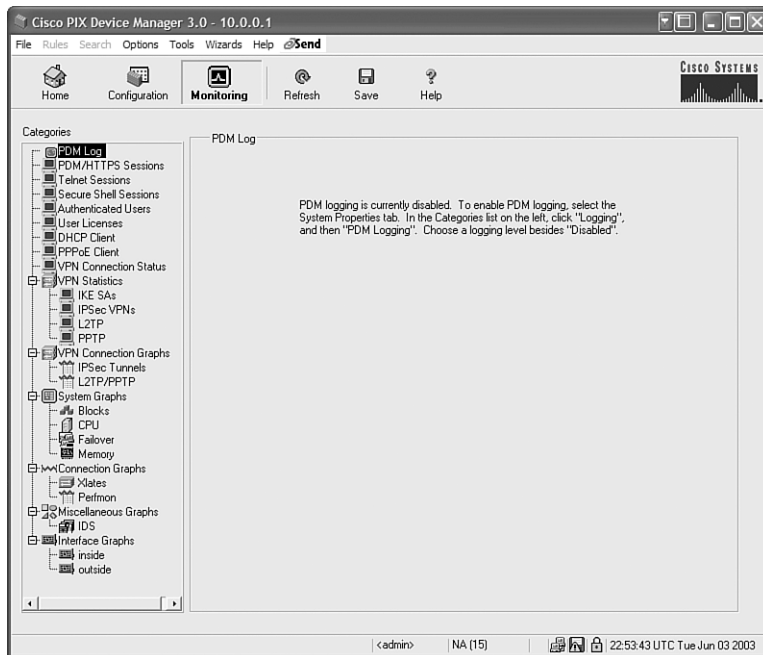 Cisco PIX Device Manager 3.0 - 10.0.0.1
File Rules Search Options Tools Wizards Help @Send
Home Configuration Monitoring Refresh Save Help
CISCO SYSTEMS
Categories
PDM Log
PDM/HTTPS Sessions
Telnet Sessions
Secure Shell Sessions
Authenticated Users
User Licenses
DHCP Client
PPPoE Client
VPN Connection Status
VPN Statistics
IKE SAs
IPSec VPNs
L2TP
PPTP
VPN Connection Graphs
IPSec Tunnels
L2TP/PPTP
System Graphs
Blocks
CPU
Failover
Memory
Connection Graphs
Xlates
Perfmon
Miscellaneous Graphs
IDS
Interface Graphs
inside
outside
PDM Log
PDM logging is currently disabled. To enable PDM logging, select the
System Properties tab. In the Categories list on the left, click "Logging",
and then "PDM Logging". Choose a logging level besides "Disabled".
<admin> NA (15) 22:53:43 UTC Tue Jun 03 2003